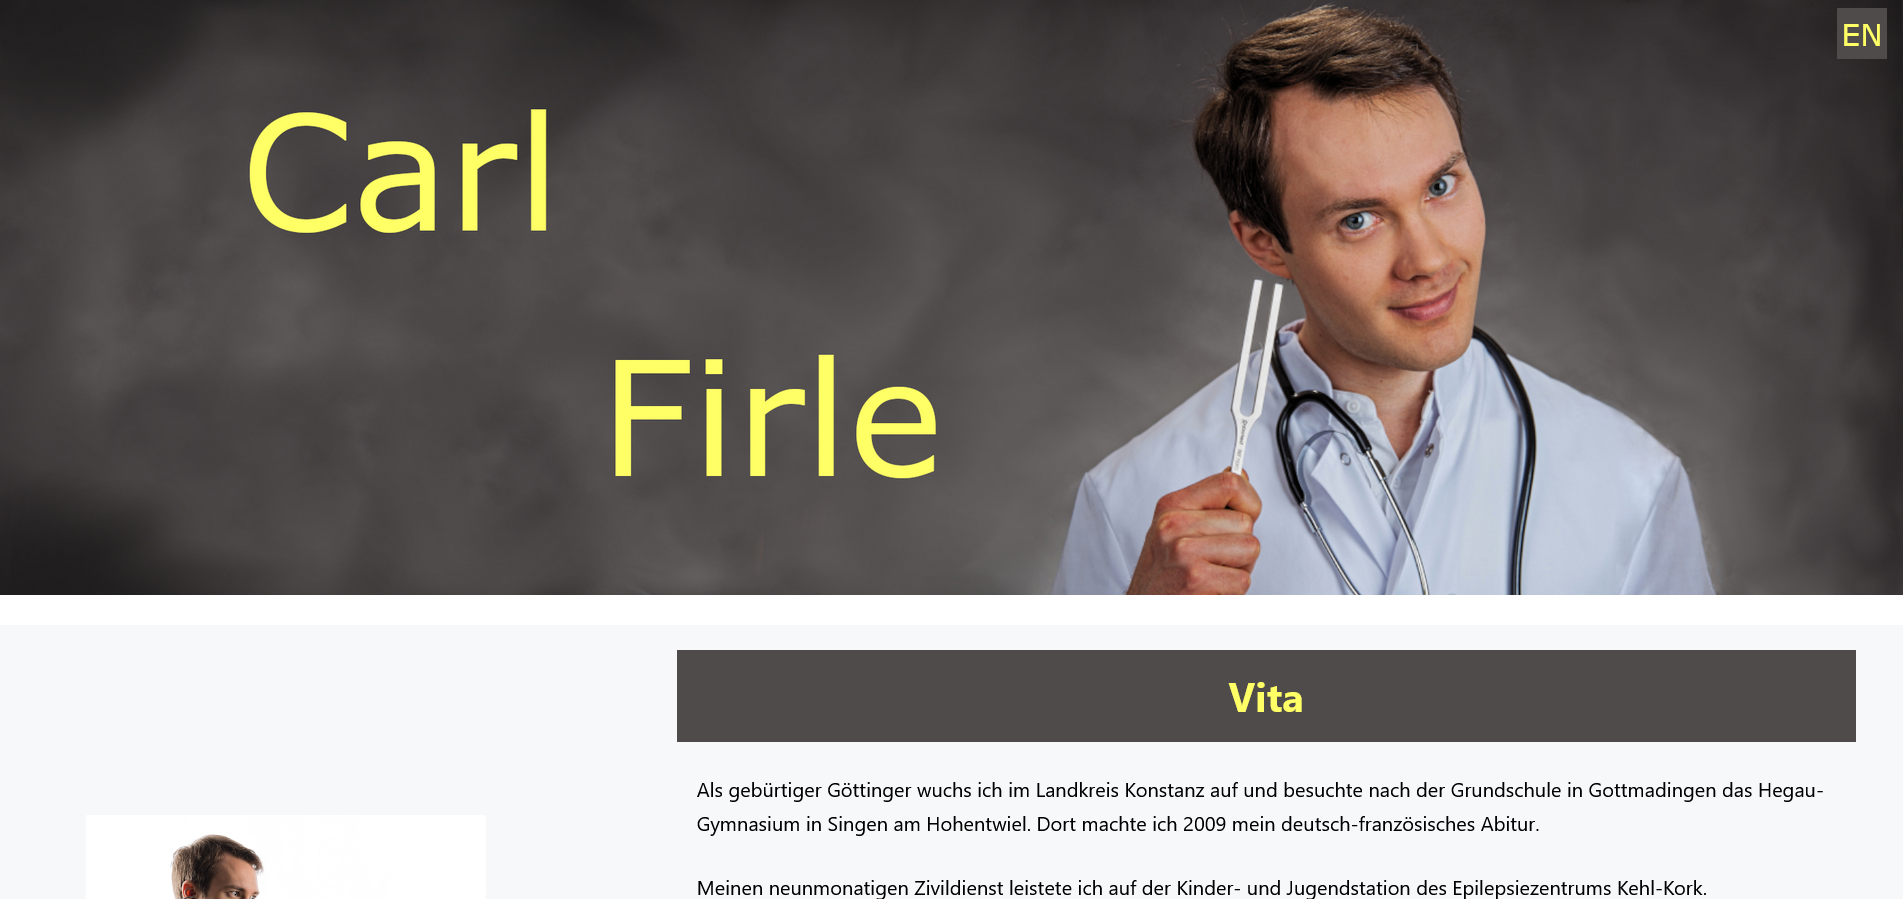 EN
Carl
Firle
Vita
Als gebürtiger Göttinger wuchs ich im Landkreis Konstanz auf und besuchte nach der Grundschule in Gottmadingen das Hegau-
Gymnasium in Singen am Hohentwiel. Dort machte ich 2009 mein deutsch-französisches Abitur.
Meinen neunmonatigen Zivildienst leistete ich auf der Kinder- und Jugendstation des Epilepsiezentrums Kehl-Kork.